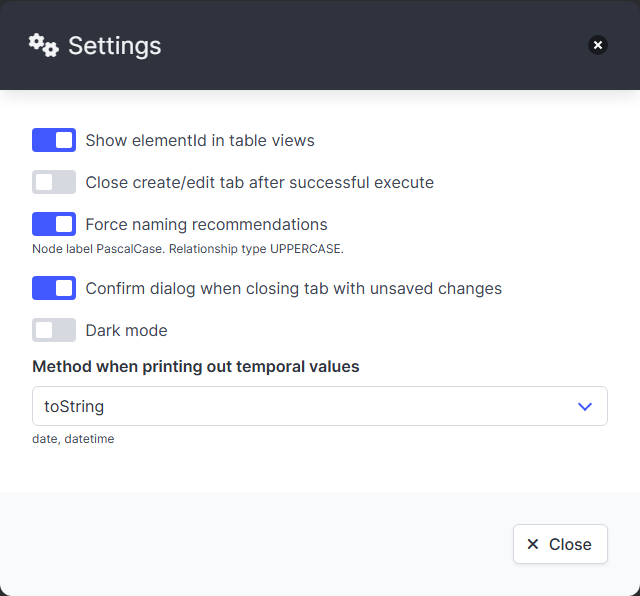 Settings
Show elementId in table views
Close create/edit tab after successful execute
Force naming recommendations
Node label PascalCase. Relationship type UPPERCASE.
Confirm dialog when closing tab with unsaved changes
Dark mode
Method when printing out temporal values
toString
date, datetime
Close